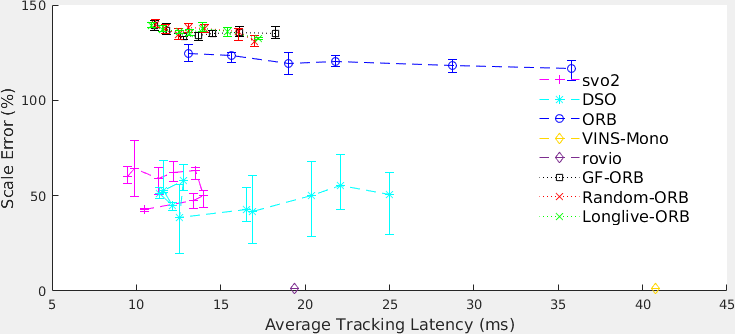 150
100
50
0
Scale Error (%)
svo2
DSO
ORB
VINS-Mono
rovio
GF-ORB
Random-ORB
Longlive-ORB
5 10 15 20 25 30 35 40 45
Average Tracking Latency (ms)